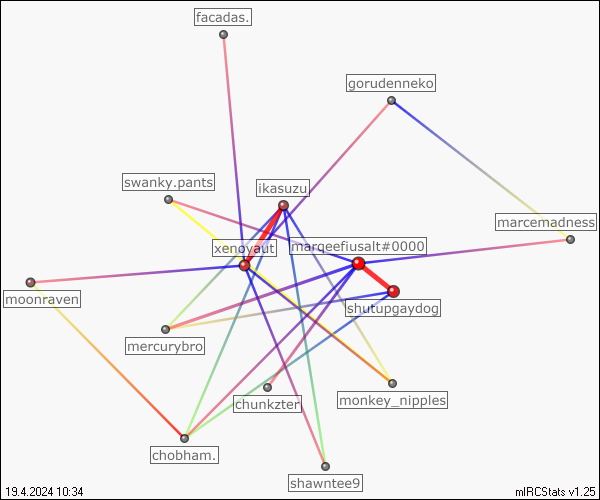 facadas.
gorudenneko
swanky.pants
ikasuzu
marcemadness
xenoyaut
marqeefiusalt#0000
moonraven
shutupgaydog
mercurybro
monkey_nipples
chunkzter
chobham.
shawntee9
19.4.2024 10:34
mIRCStats v1.25